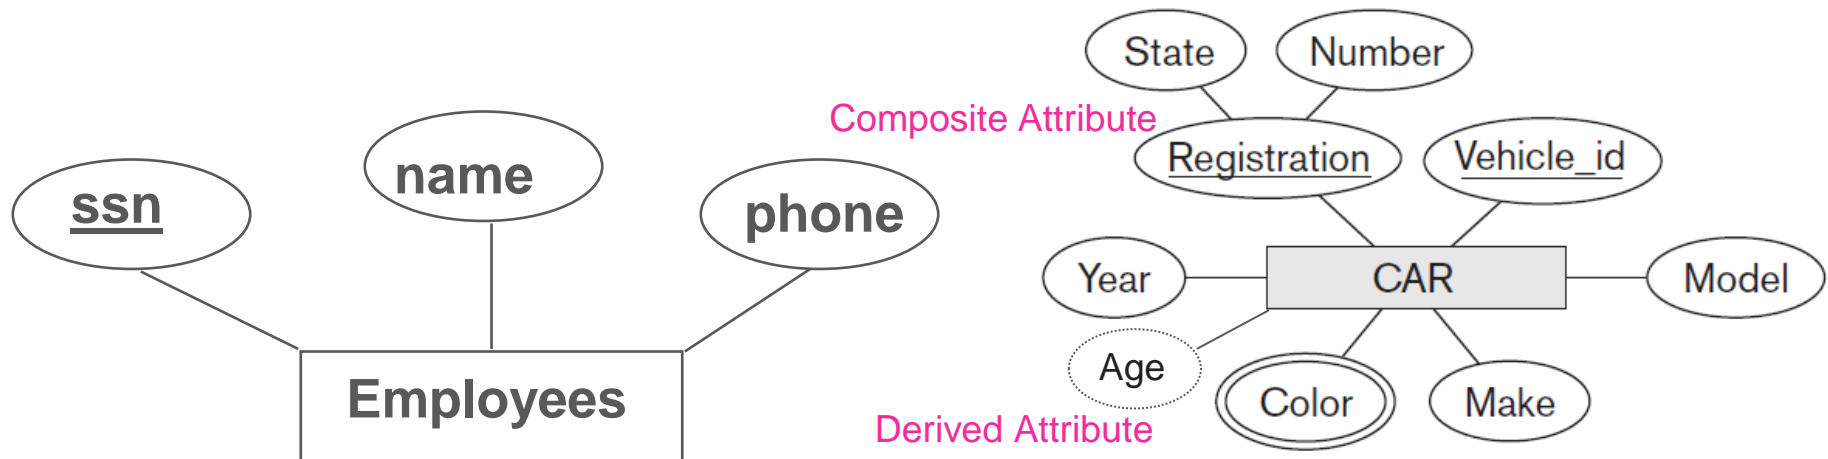 ssn
name
phone
Employees
State
Number
Composite Attribute
Registration
Vehicle_id
Year
CAR
Model
Age
Color
Make
Derived Attribute